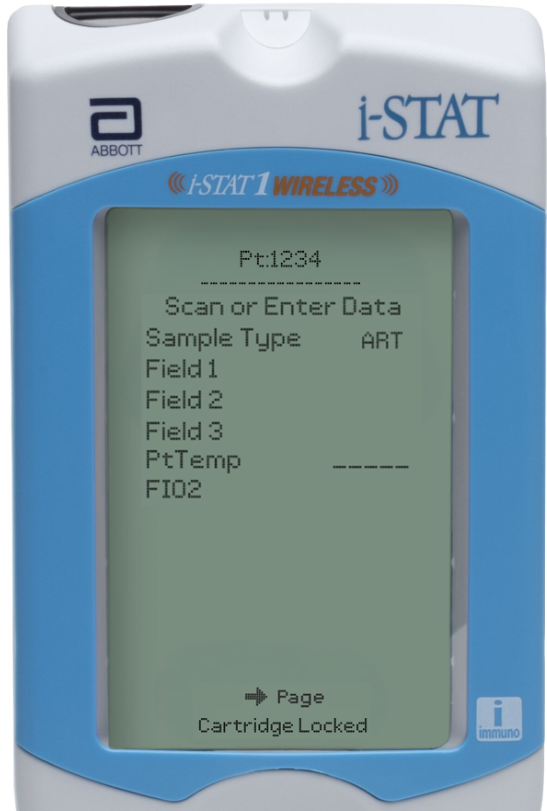 i-STAT
ABBOTT
i-STAT 1 WIRELESS
Pt:1234
-----------------
Scan or Enter Data
Sample Type ART
Field 1
Field 2
Field 3
PtTemp _____
FIO2
➔ Page
Cartridge Locked
i
immuno